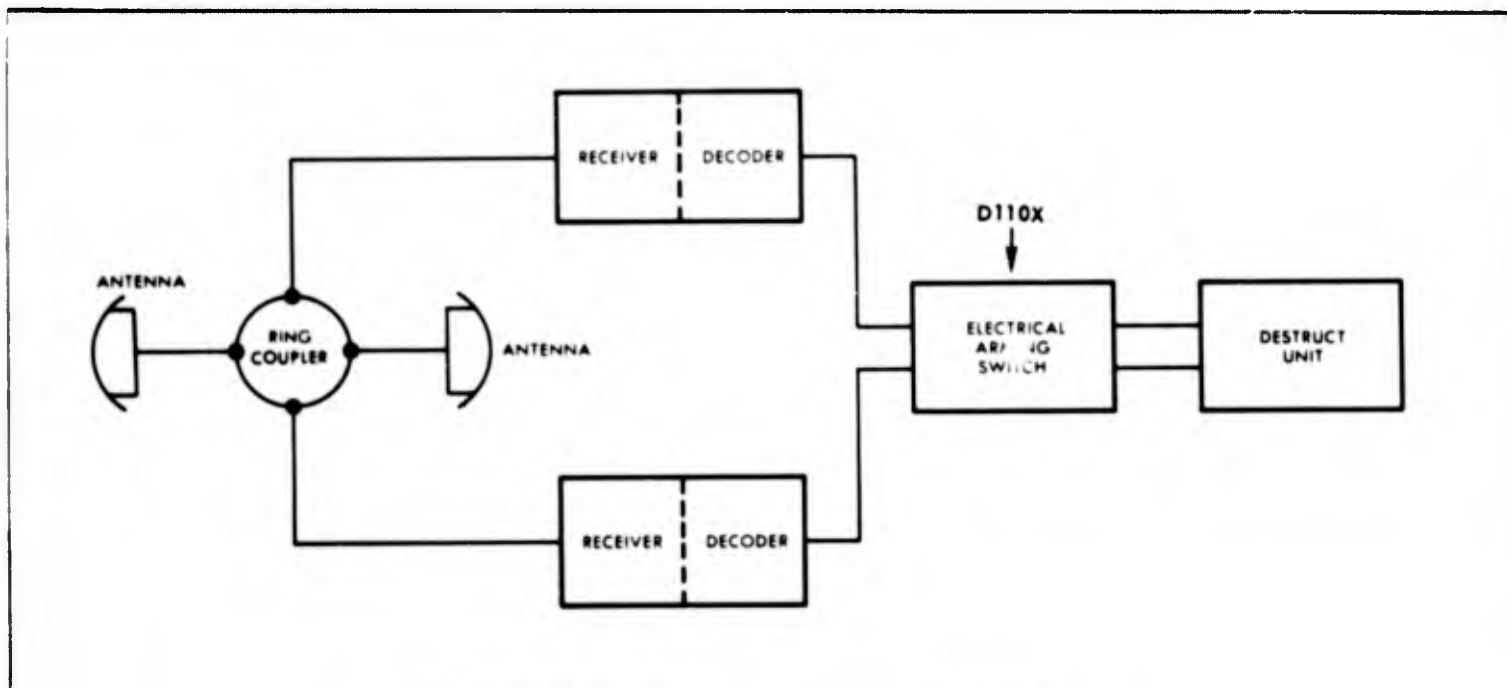 RECEIVER
DECODER
D110X
ANTENNA
RING
COUPLER
ANTENNA
ELECTRICAL
SWITCH
DESTRUCT
UNIT
RECEIVER
DECODER